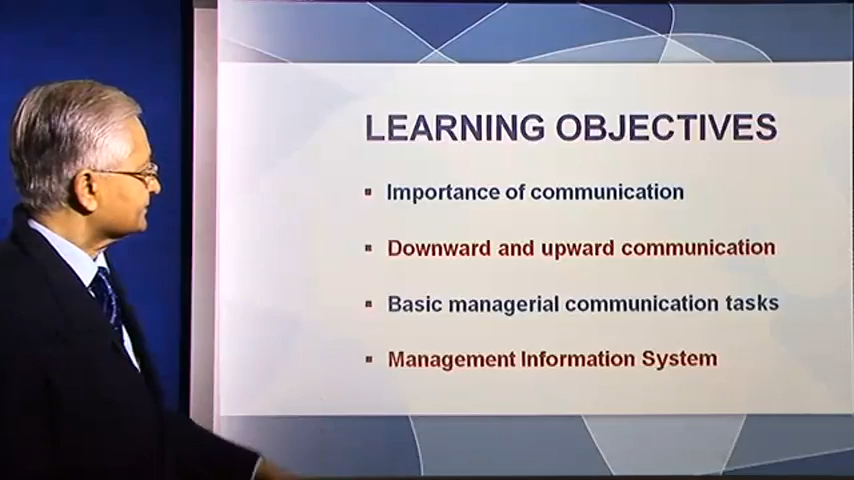 LEARNING OBJECTIVES
Importance of communication
Downward and upward communication
Basic managerial communication tasks
Management Information System